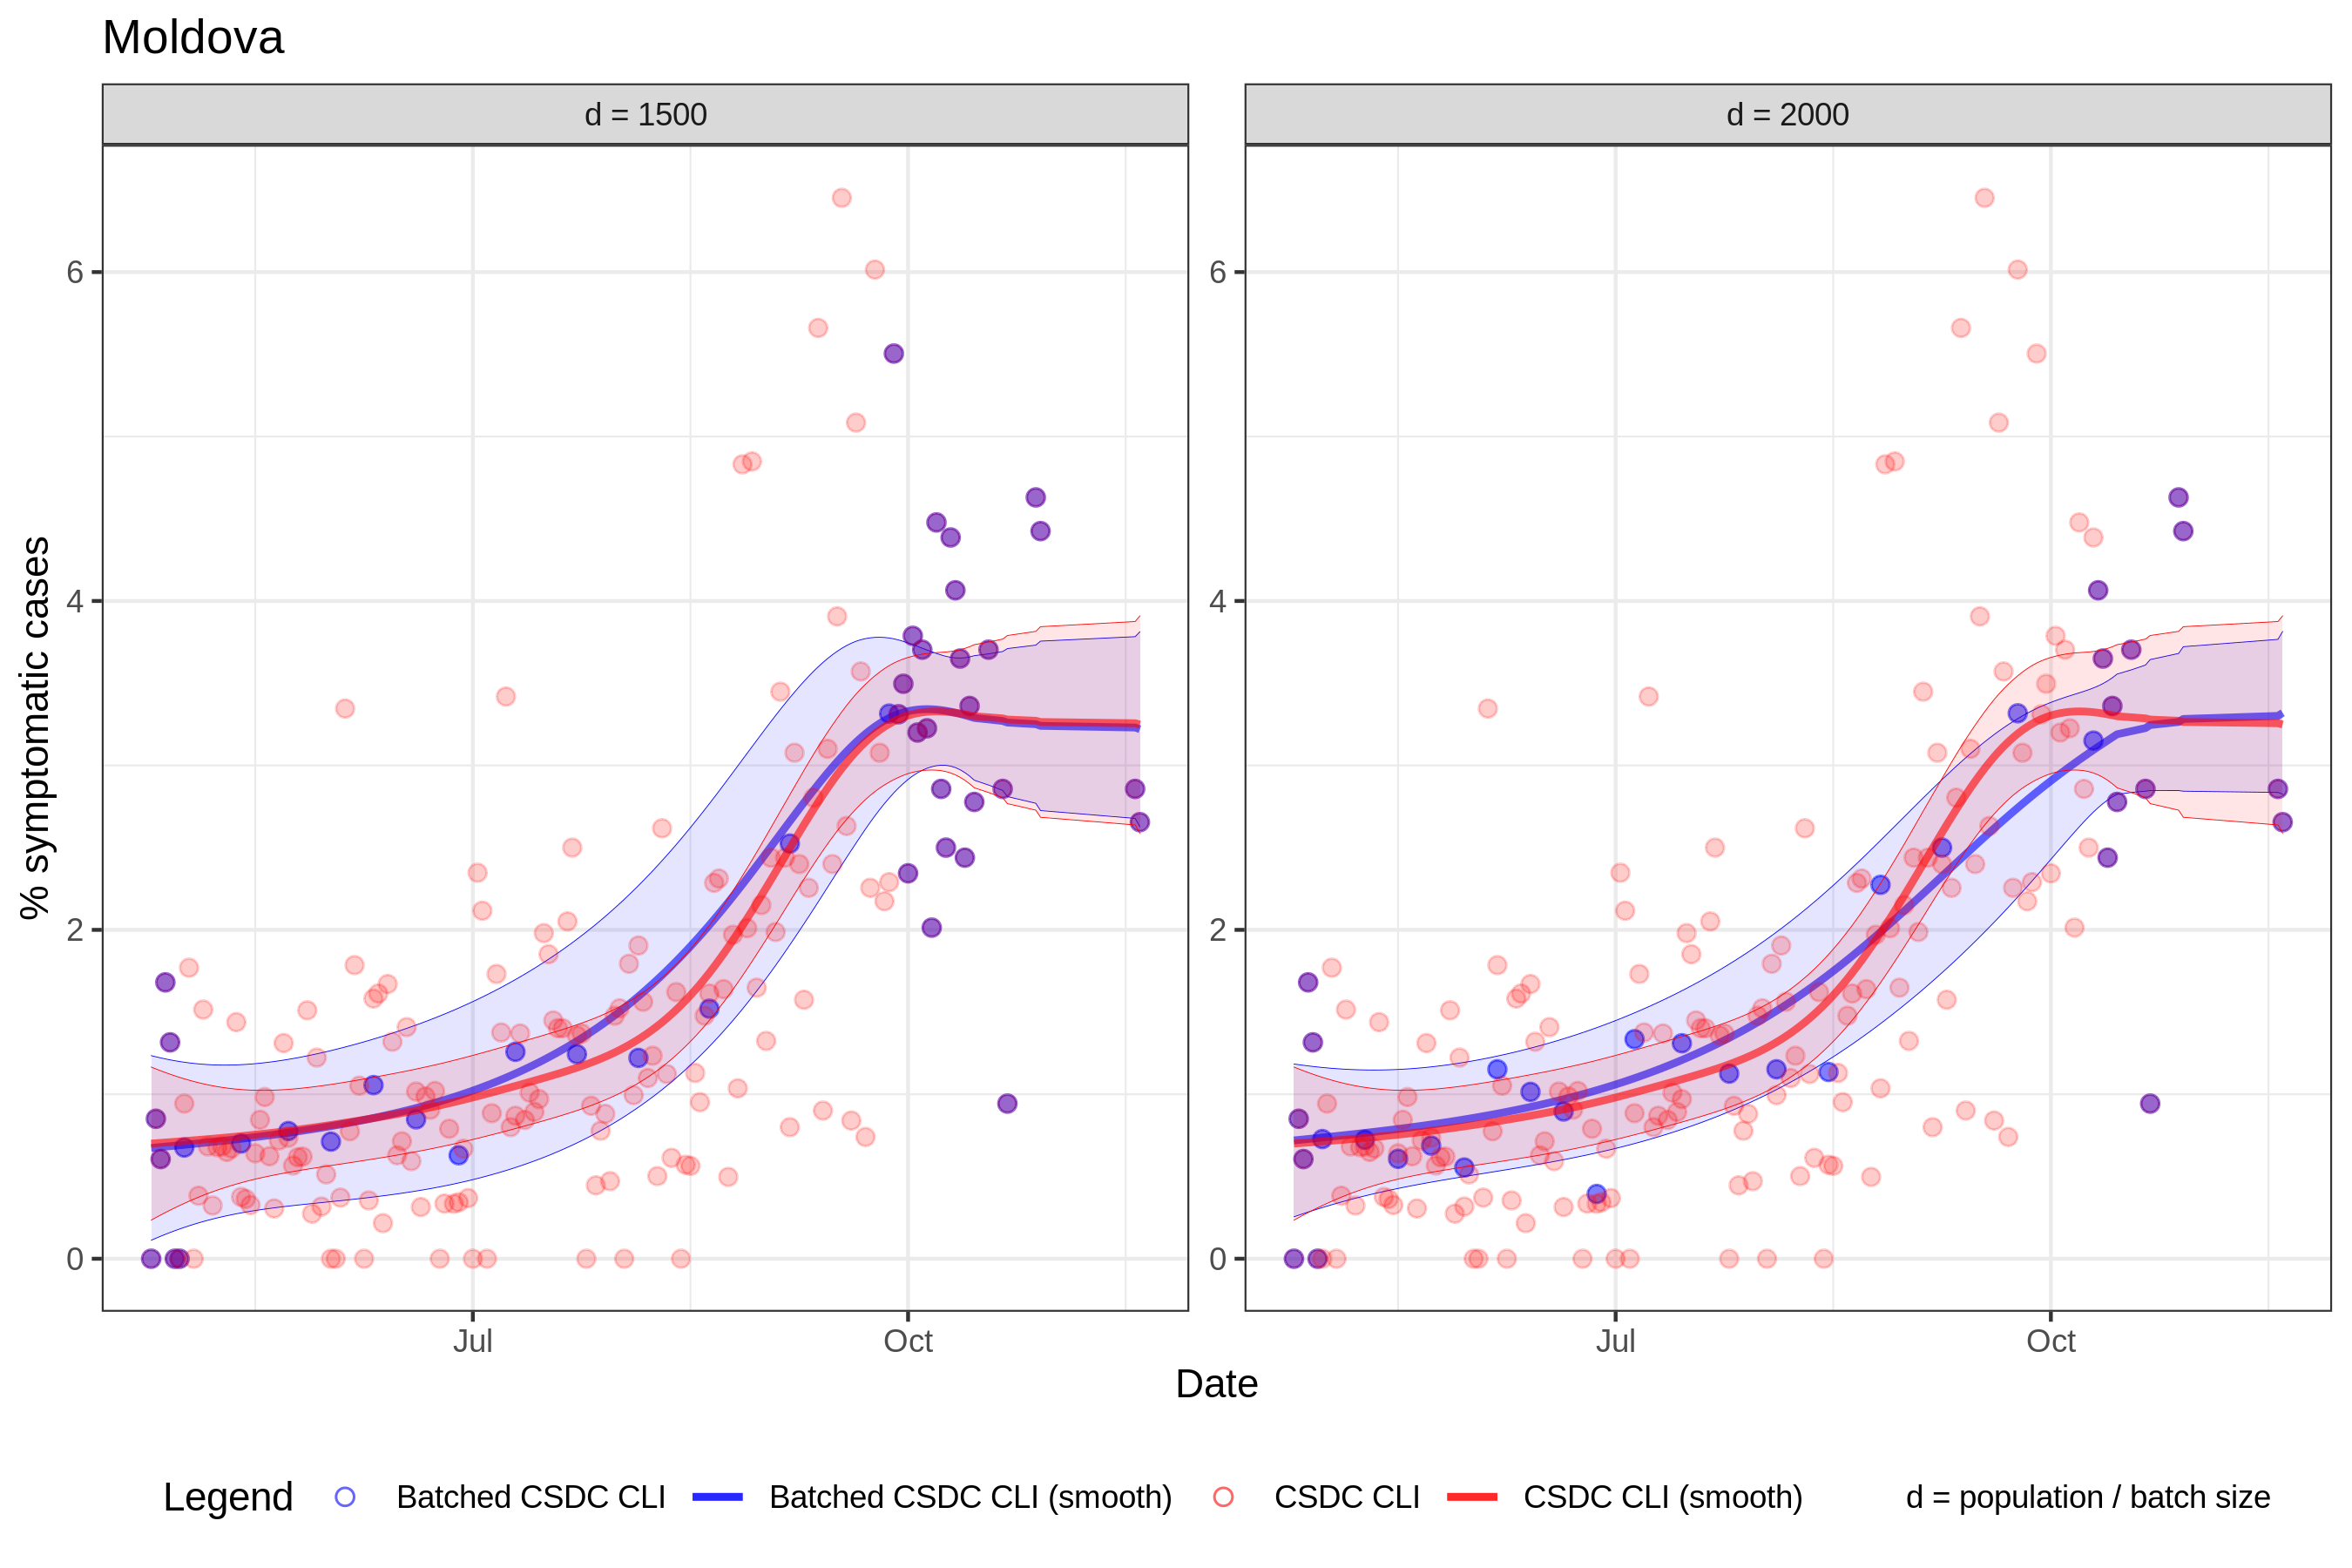 Moldova
d = 1500
d = 2000
% symptomatic cases
6
4
2
0
6
4
2
0
Jul
Oct
Jul
Oct
Date
Legend
Batched CSDC CLI
Batched CSDC CLI (smooth)
CSDC CLI
CSDC CLI (smooth)
d = population / batch size